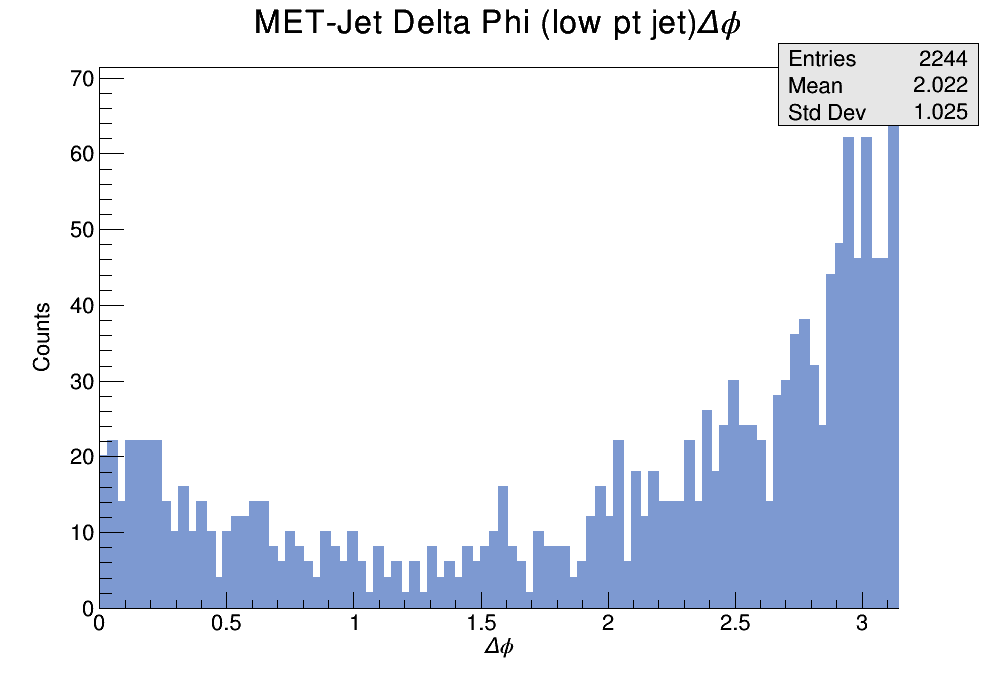 MET-Jet Delta Phi (low pt jet)Δϕ
Entries 2244
Mean 2.022
Std Dev 1.025
70
60
50
40
30
20
10
0
Counts
0 0.5 1 1.5 2 2.5 3
Δϕ